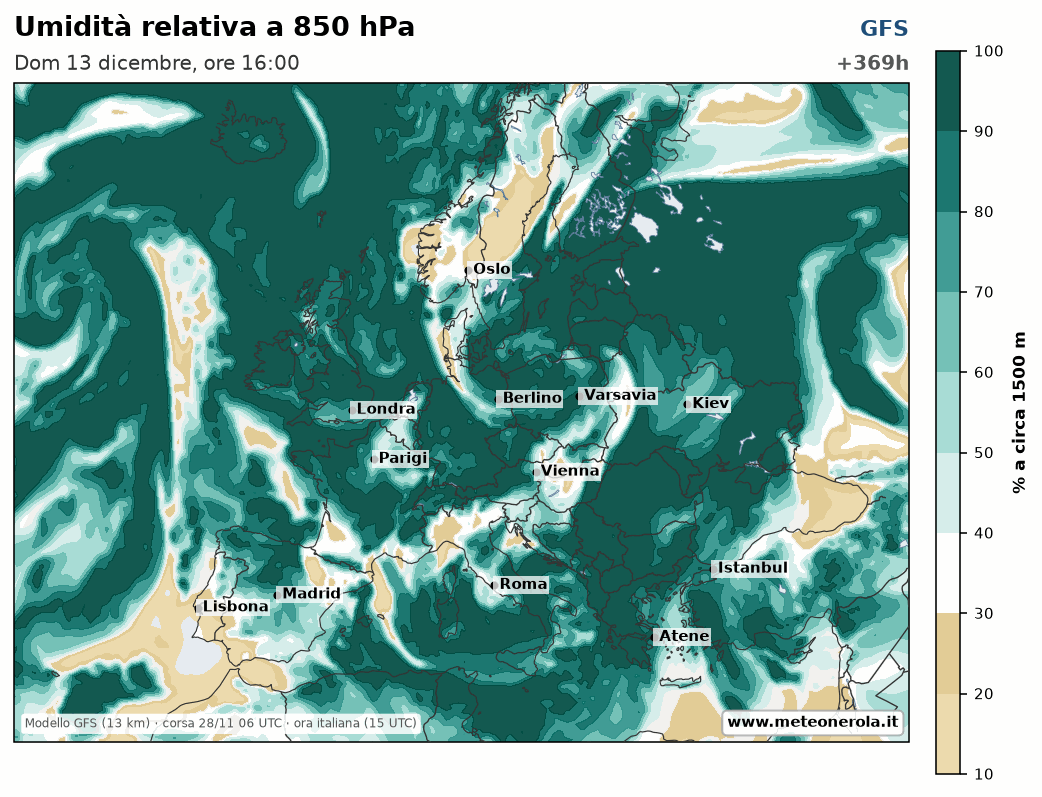 Umidità relativa a 850 hPa
GFS
Dom 13 dicembre, ore 16:00
+369h
100
90
80
70
60
50
40
30
20
10
% a circa 1500 m
Oslo
Berlino
Varsavia
Kiev
Londra
Parigi
Vienna
Istanbul
Roma
Madrid
Lisbona
Atene
Modello GFS (13 km) · corsa 28/11 06 UTC · ora italiana (15 UTC)
www.meteonerola.it